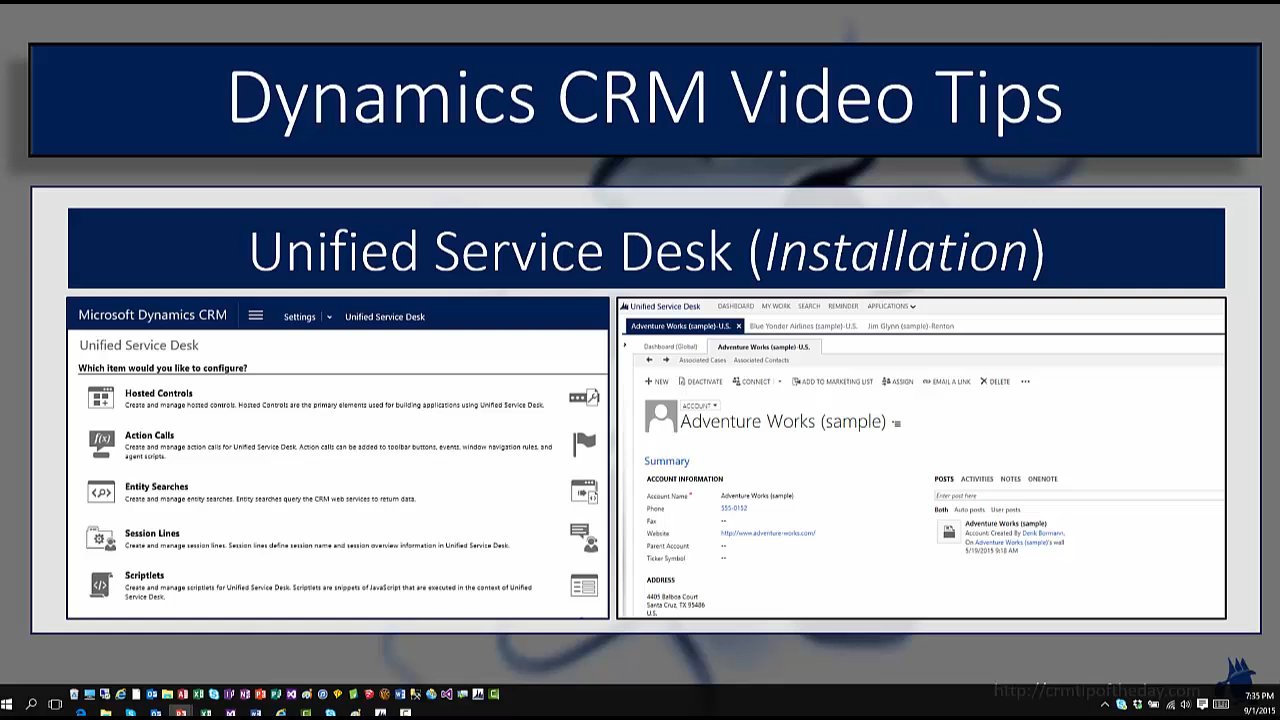 Dynamics CRM Video Tips
Unified Service Desk (Installation)
Microsoft Dynamics CRM
Settings
Unified Service Desk
Unified Service Desk
Which item would you like to configure?
Hosted Controls
Create and manage hosted controls. Hosted Controls are the primary elements used for building applications using Unified Service Desk.
Action Calls
Create and manage action calls for Unified Service Desk. Action calls can be added to toolbar buttons, events, window navigation rules, and
agent scripts.
Entity Searches
Create and manage entity searches. Entity searches query the CRM web services to return data.
Session Lines
Create and manage session lines. Session lines define session name and session overview information in Unified Service Desk.
Scriptlets
Create and manage scriptlets for Unified Service Desk. Scriptlets are snippets of JavaScript that are executed in the context of Unified
Service Desk.
Unified Service Desk DASHBOARD MY WORK SEARCH REMINDER APPLICATIONS
Adventure Works (sample)-U.S. × Blue Yonder Airlines (sample)-U.S. Jim Glynn (sample)-Renton
Dashboard (Global) Adventure Works (sample)-U.S.
Associated Cases Associated Contacts
+ NEW DEACTIVATE CONNECT ADD TO MARKETING LIST ASSIGN EMAIL A LINK DELETE •••
ACCOUNT
Adventure Works (sample)
Summary
ACCOUNT INFORMATION
Account Name* Adventure Works (sample)
Phone 555-0152
Fax --
Website http://www.adventure-works.com/
Parent Account --
Ticker Symbol --
ADDRESS
4405 Balboa Court
Santa Cruz, TX 95486
U.S.
POSTS ACTIVITIES NOTES ONENOTE
Enter post here
Both Auto posts User posts
Adventure Works (sample)
Account: Created By Derik Bormann.
On Adventure Works (sample)'s wall
5/19/2015 9:18 AM
http://crmtipoftheday.com
7:35 PM
9/1/2015